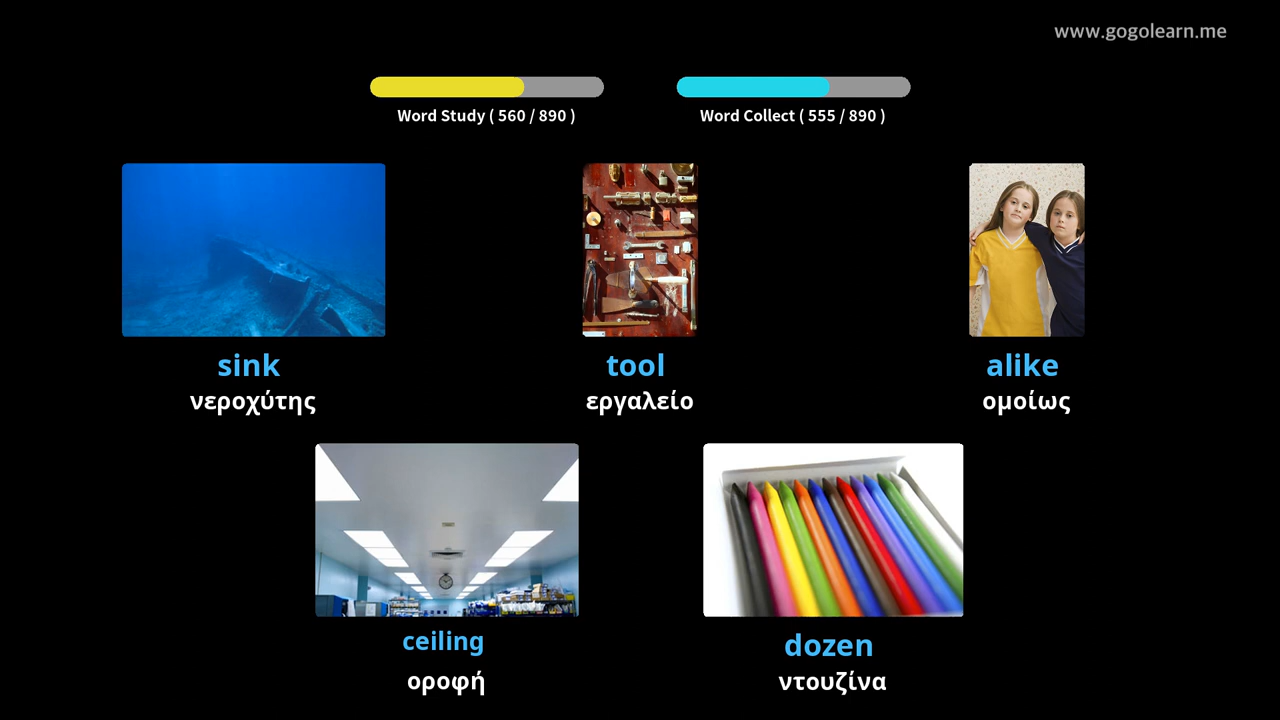 www.gogolearn.me
Word Study ( 560 / 890 )
Word Collect ( 555 / 890 )
sink
νεροχύτης
tool
εργαλείο
alike
ομοίως
ceiling
οροφή
dozen
ντουζίνα